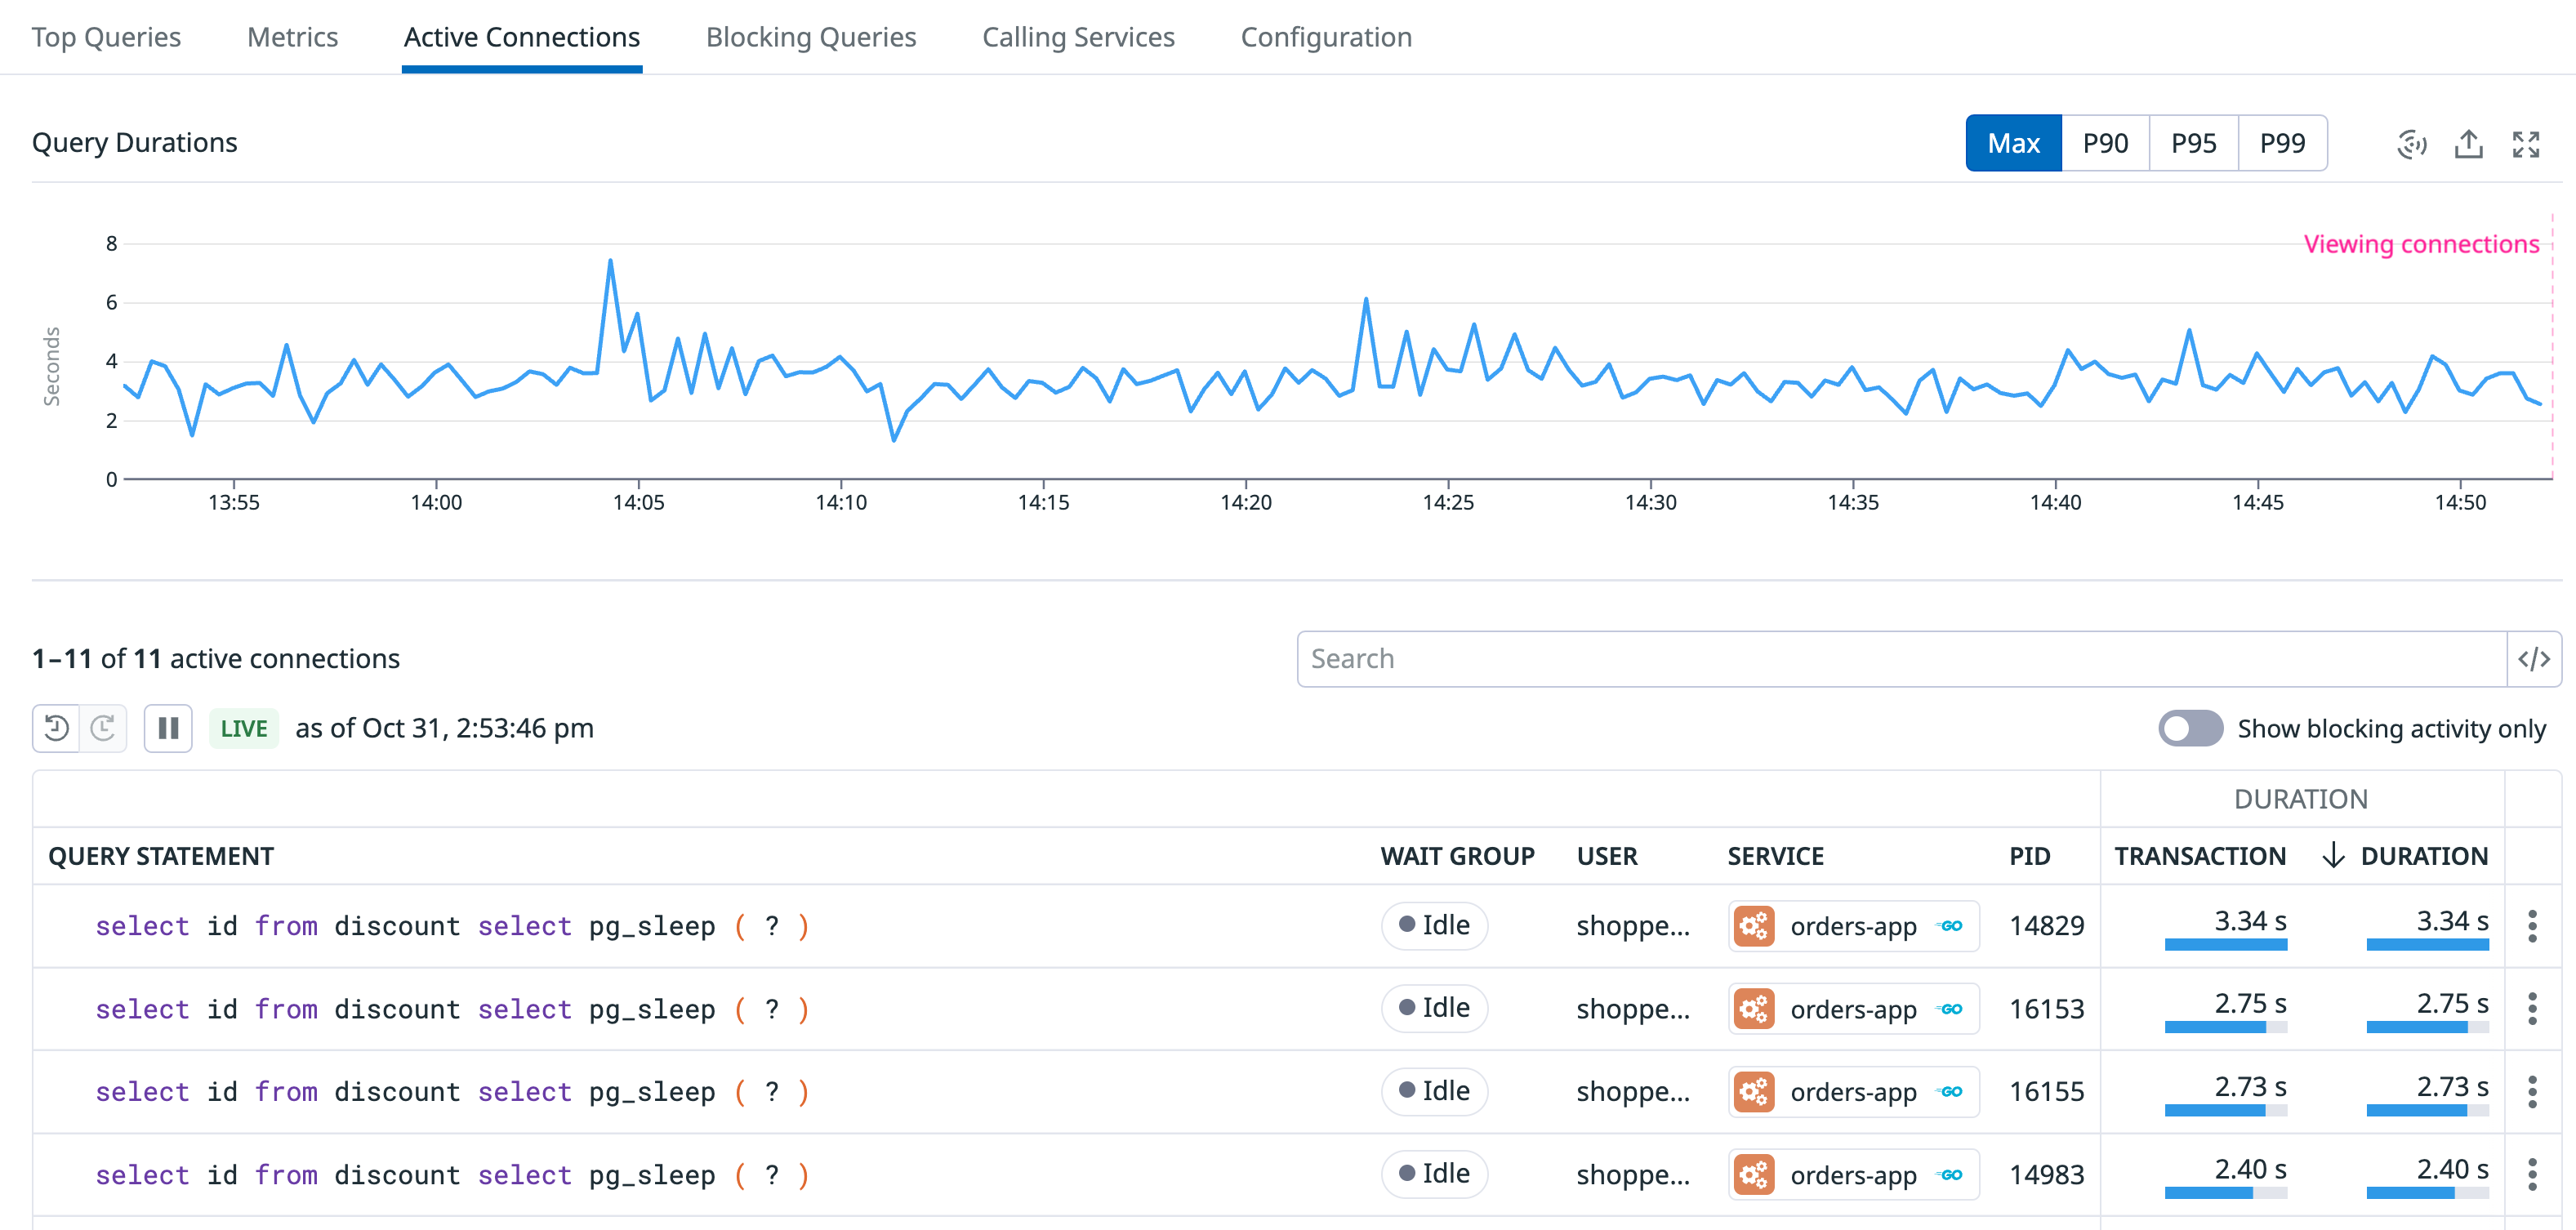 Top Queries Metrics Active Connections Blocking Queries Calling Services Configuration
Query Durations Max P90 P95 P99
Viewing connections
Seconds
8
6
4
2
0
13:55 14:00 14:05 14:10 14:15 14:20 14:25 14:30 14:35 14:40 14:45 14:50
1–11 of 11 active connections Search </>
LIVE as of Oct 31, 2:53:46 pm Show blocking activity only
DURATION
QUERY STATEMENT WAIT GROUP USER SERVICE PID TRANSACTION ↓ DURATION
select id from discount select pg_sleep ( ? ) Idle shoppe... orders-app GO 14829 3.34 s 3.34 s
select id from discount select pg_sleep ( ? ) Idle shoppe... orders-app GO 16153 2.75 s 2.75 s
select id from discount select pg_sleep ( ? ) Idle shoppe... orders-app GO 16155 2.73 s 2.73 s
select id from discount select pg_sleep ( ? ) Idle shoppe... orders-app GO 14983 2.40 s 2.40 s